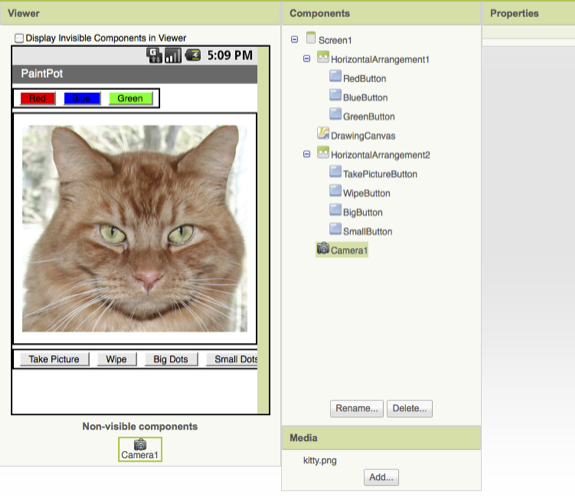 Viewer
Display Invisible Components in Viewer
5:09 PM
PaintPot
Red Blue Green
Take Picture Wipe Big Dots Small Dots
Non-visible components
Camera1
Components
Screen1
HorizontalArrangement1
RedButton
BlueButton
GreenButton
DrawingCanvas
HorizontalArrangement2
TakePictureButton
WipeButton
BigButton
SmallButton
Camera1
Rename... Delete...
Media
kitty.png
Add...
Properties